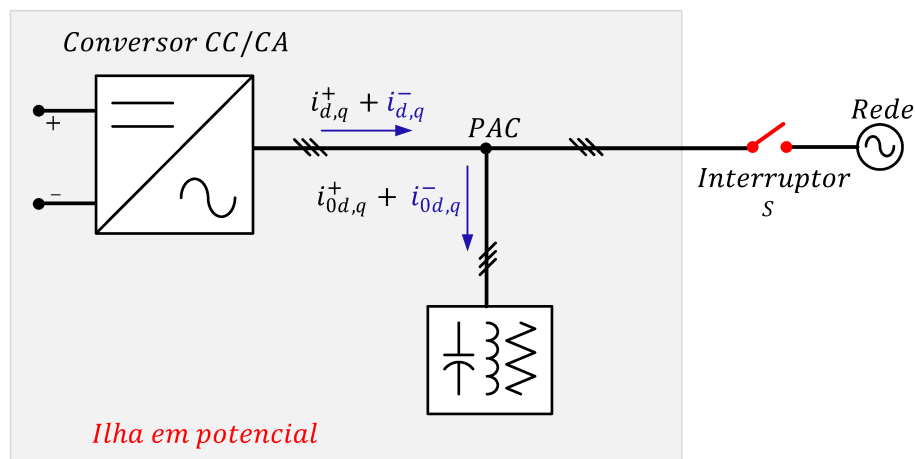 Conversor CC/CA
+
−
i⁺d,q + i⁻d,q
PAC
i⁺0d,q + i⁻0d,q
Rede
Interruptor
S
Ilha em potencial